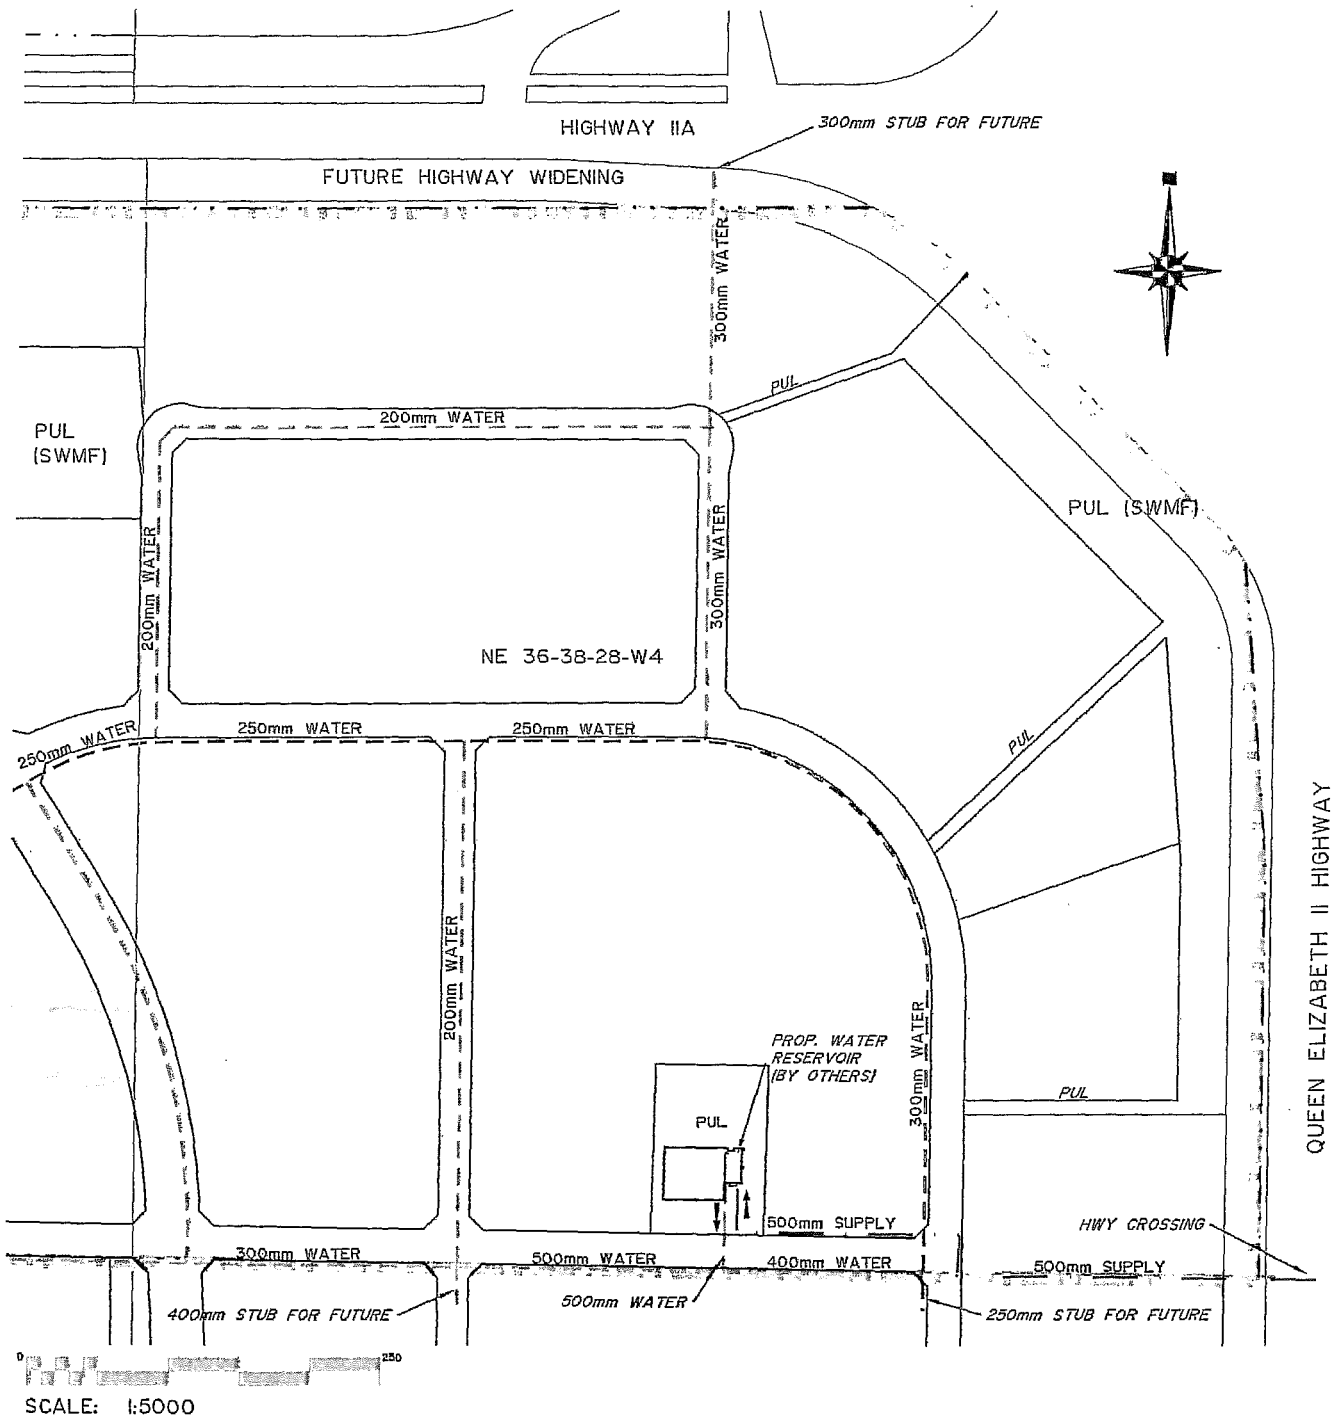 HIGHWAY 11A
300mm STUB FOR FUTURE
FUTURE HIGHWAY WIDENING
300mm WATER
PUL
200mm WATER
PUL
(SWMF)
PUL (SWMF)
200mm WATER
300mm WATER
NE 36-38-28-W4
250mm WATER
250mm WATER
250mm WATER
PUL
QUEEN ELIZABETH II HIGHWAY
200mm WATER
300mm WATER
PROP. WATER
RESERVOIR
(BY OTHERS)
PUL
PUL
500mm SUPPLY
HWY CROSSING
300mm WATER
500mm WATER
400mm WATER
500mm SUPPLY
500mm WATER
400mm STUB FOR FUTURE
250mm STUB FOR FUTURE
0 250
SCALE: 1:5000